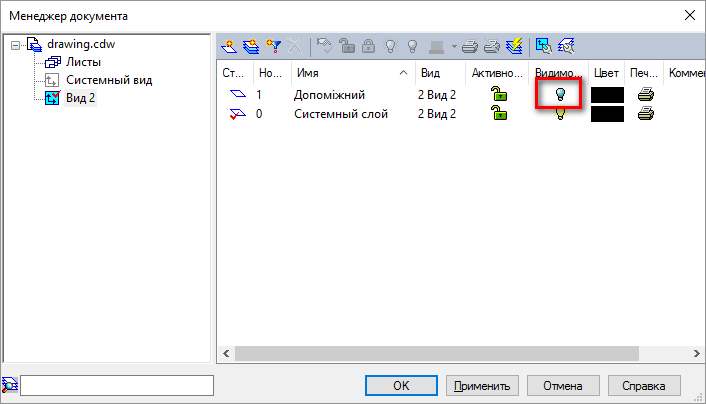 Менеджер документа
drawing.cdw
Листы
Системный вид
Вид 2
Ст... Но... Имя Вид Активно... Видимо... Цвет Печ... Коммен
1 Допоміжний 2 Вид 2
0 Системный слой 2 Вид 2
OK Применить Отмена Справка